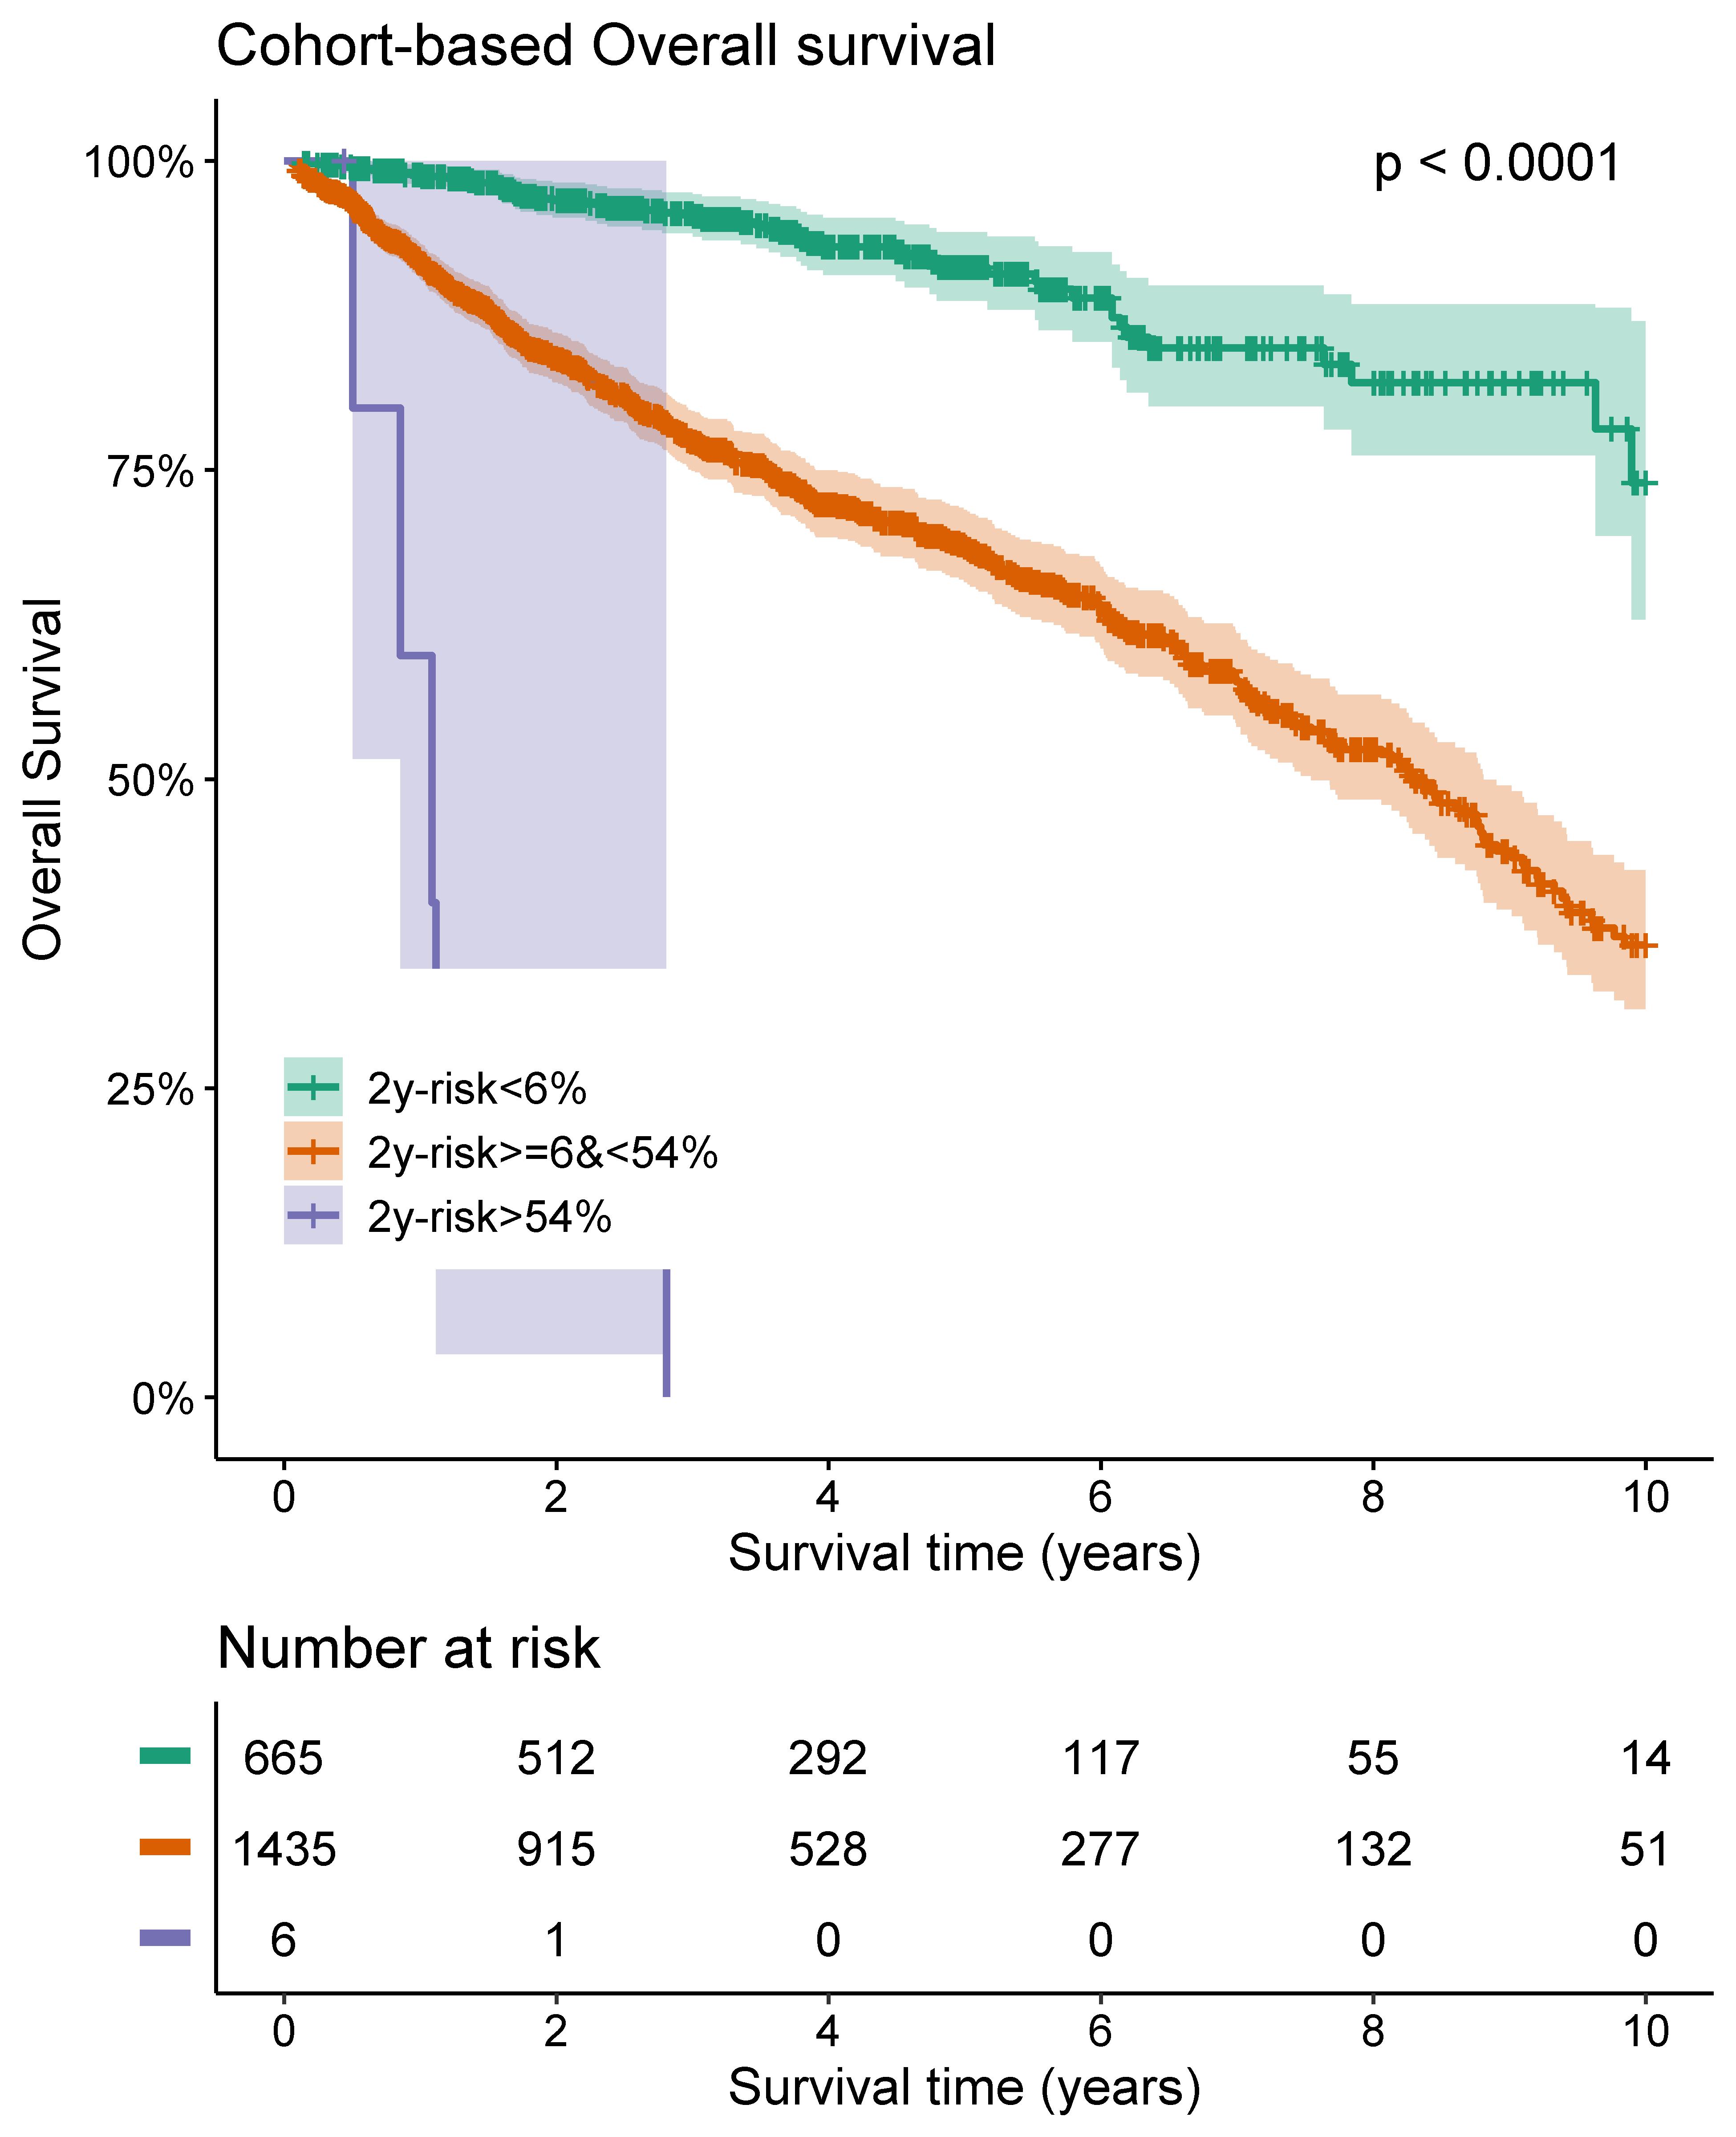 Cohort-based Overall survival
p < 0.0001
100%
75%
50%
25%
0%
Overall Survival
2y-risk<6%
2y-risk>=6&<54%
2y-risk>54%
0 2 4 6 8 10
Survival time (years)
Number at risk
665 512 292 117 55 14
1435 915 528 277 132 51
6 1 0 0 0 0
0 2 4 6 8 10
Survival time (years)